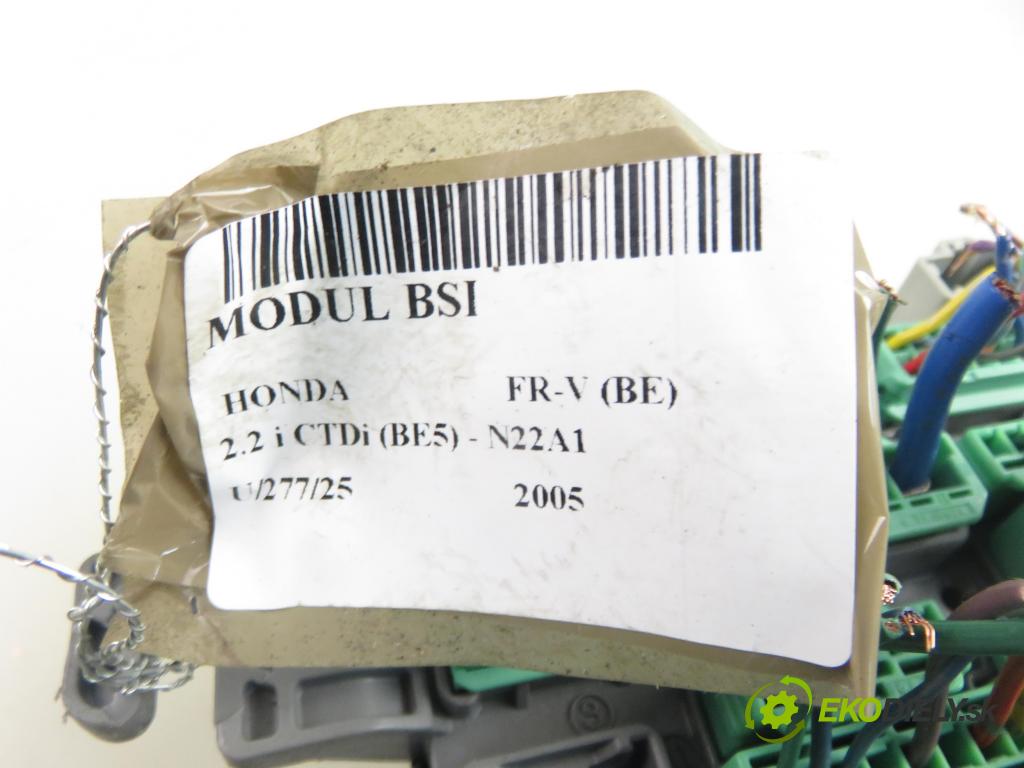 MODUL BSI
HONDA FR-V (BE)
2.2 i CTDi (BE5) - N22A1
U/277/25 2005
EKODIELY.SK